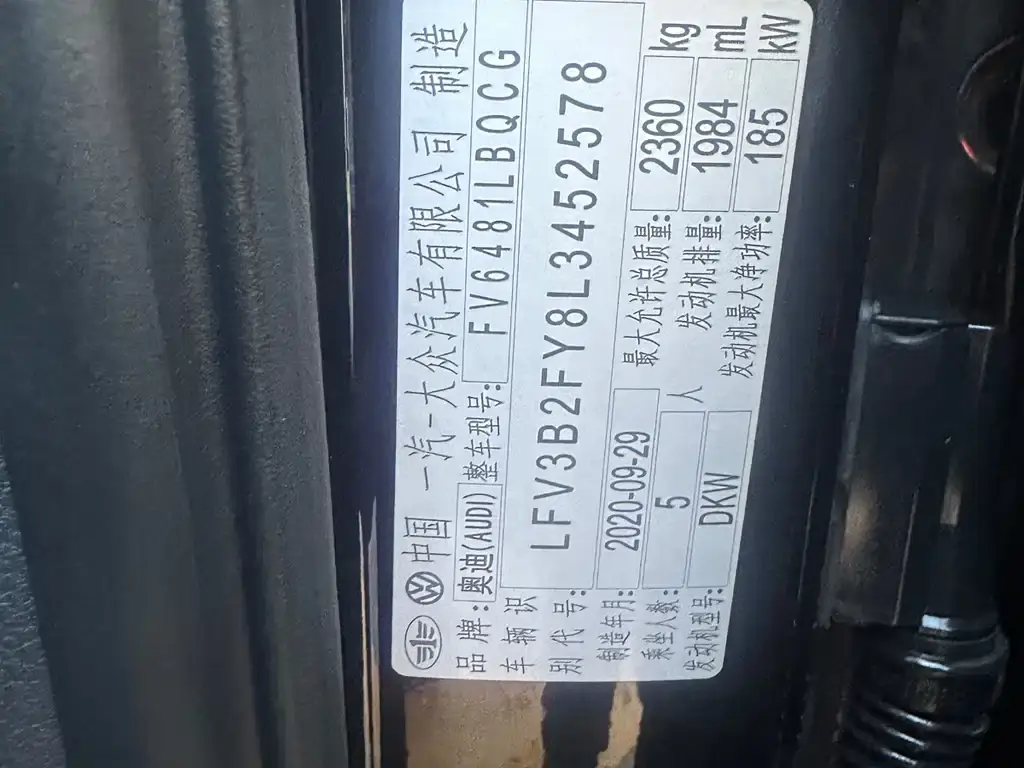 中国 一汽-大众汽车有限公司 制造
品牌: 奥迪(AUDI) 整车型号: FV6481LBQCG
车辆识别代号: LFV3B2FY8L3452578
制造年月: 2020-09-29 最大允许总质量: 2360 kg
乘坐人数: 5 人 发动机排量: 1984 mL
发动机型号: DKW 发动机最大净功率: 185 kW